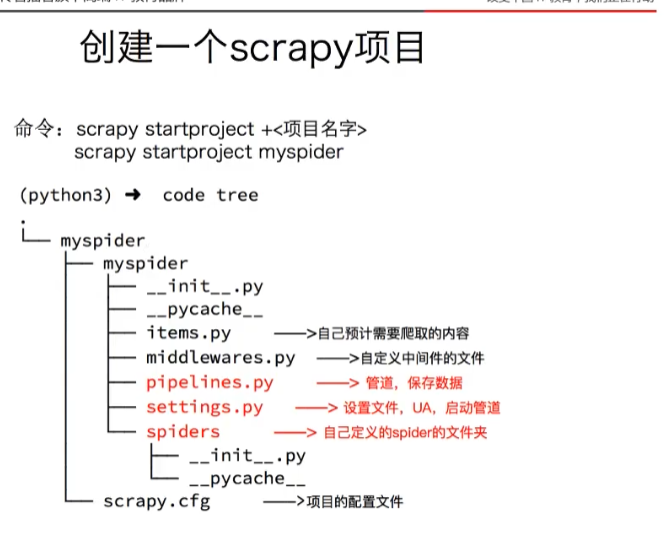 创建一个scrapy项目
命令：scrapy startproject +<项目名字>
scrapy startproject myspider
(python3) ➜ code tree
.
└── myspider
├── myspider
├── __init__.py
├── __pycache__
├── items.py ——>自己预计需要爬取的内容
├── middlewares.py ——>自定义中间件的文件
├── pipelines.py ——> 管道，保存数据
├── settings.py ——> 设置文件，UA，启动管道
└── spiders ——> 自己定义的spider的文件夹
├── __init__.py
└── __pycache__
└── scrapy.cfg ——>项目的配置文件